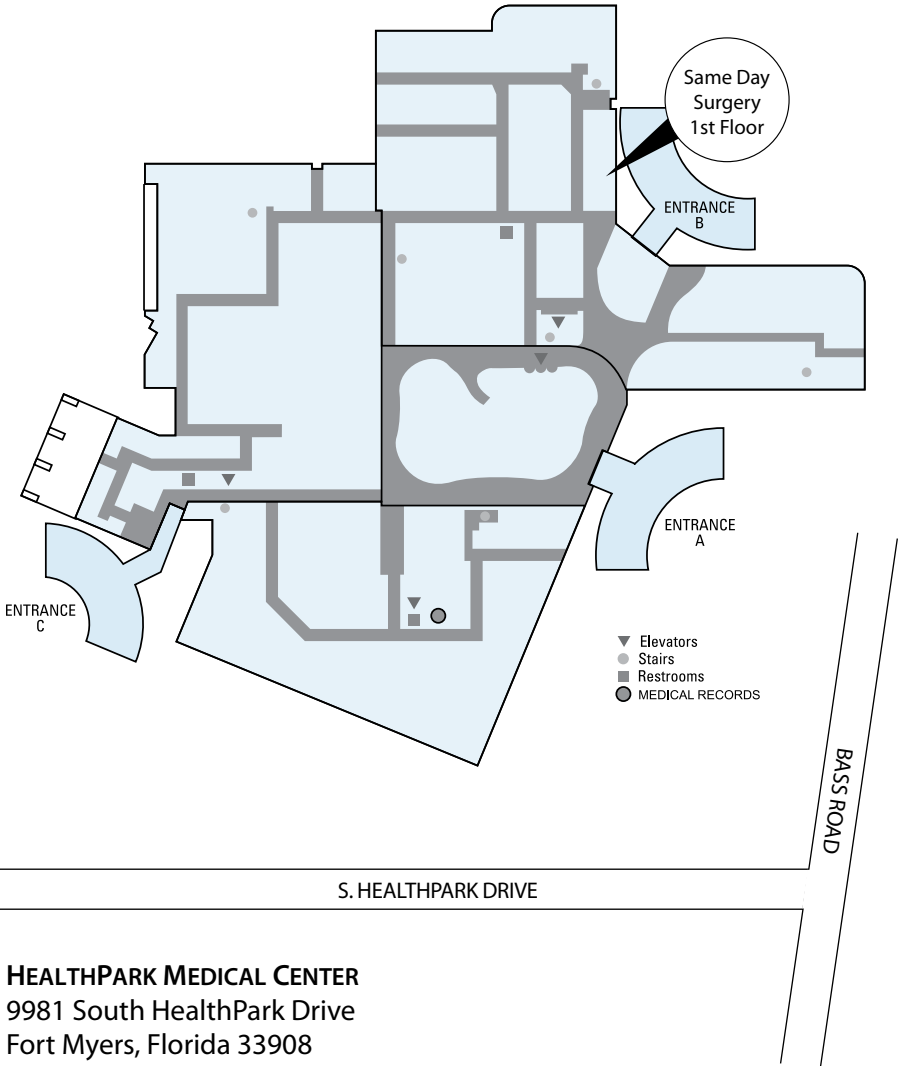 Same Day
Surgery
1st Floor
ENTRANCE
B
ENTRANCE
A
ENTRANCE
C
Elevators
Stairs
Restrooms
MEDICAL RECORDS
BASS ROAD
S. HEALTHPARK DRIVE
HEALTHPARK MEDICAL CENTER
9981 South HealthPark Drive
Fort Myers, Florida 33908